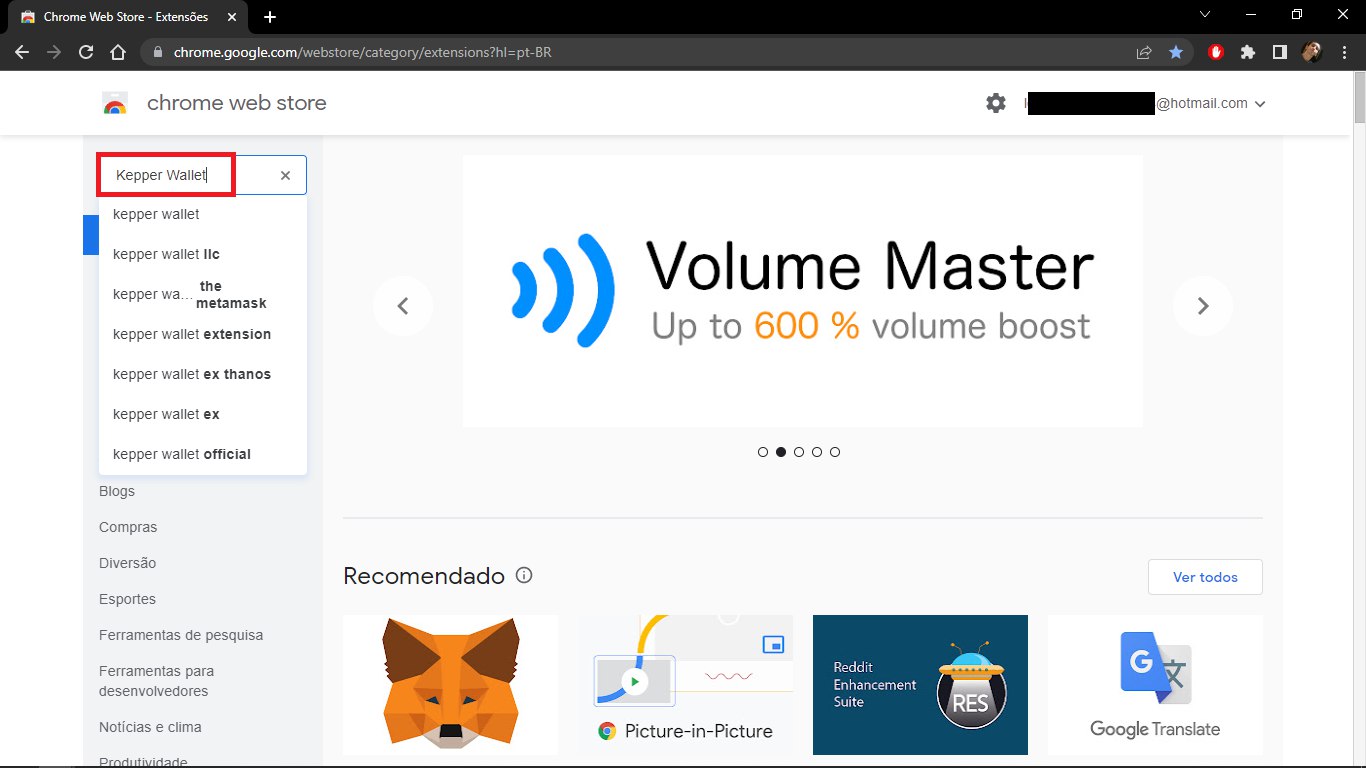 Chrome Web Store - Extensões
chrome.google.com/webstore/category/extensions?hl=pt-BR
chrome web store
@hotmail.com
Kepper Wallet
kepper wallet
kepper wallet llc
kepper wa... the
metamask
kepper wallet extension
kepper wallet ex thanos
kepper wallet ex
kepper wallet official
Blogs
Compras
Diversão
Esportes
Ferramentas de pesquisa
Ferramentas para
desenvolvedores
Notícias e clima
Produtividade
Volume Master
Up to 600 % volume boost
Recomendado
Ver todos
Picture-in-Picture
Reddit
Enhancement
Suite
RES
G
Google Translate